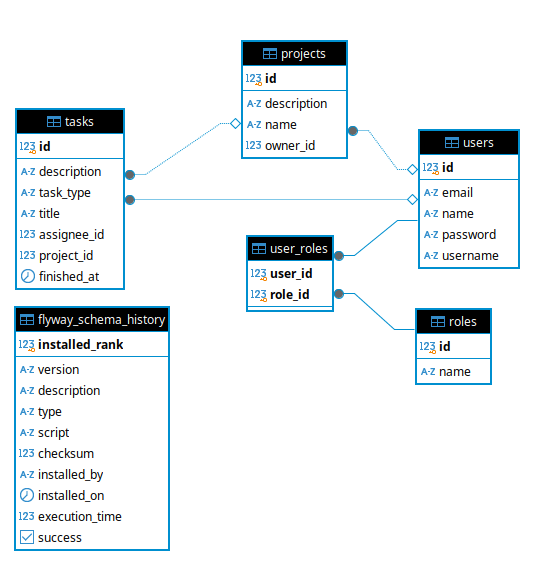 projects
123 id
A-Z description
A-Z name
123 owner_id
tasks
123 id
A-Z description
A-Z task_type
A-Z title
123 assignee_id
123 project_id
finished_at
users
123 id
A-Z email
A-Z name
A-Z password
A-Z username
user_roles
123 user_id
123 role_id
roles
123 id
A-Z name
flyway_schema_history
123 installed_rank
A-Z version
A-Z description
A-Z type
A-Z script
123 checksum
A-Z installed_by
installed_on
123 execution_time
success